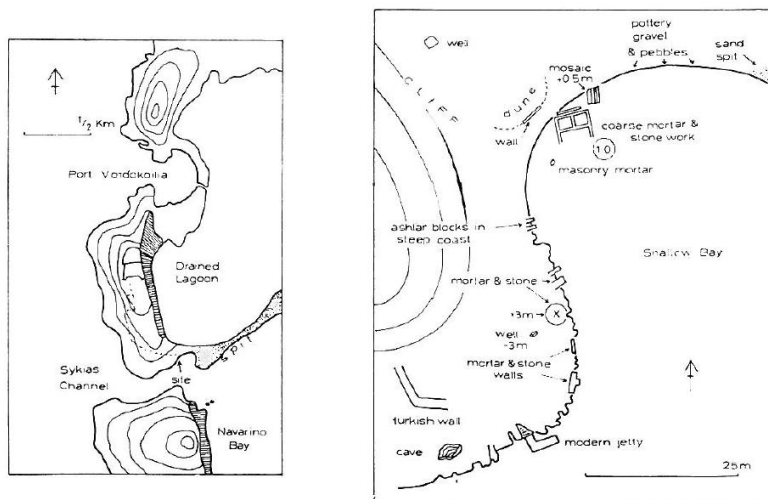 1/2 Km
Port Voidokoilia
Drained
Lagoon
Spit
Sykias
Channel
site
Navarino
Bay
well
CLIFF
dune
wall
mosaic
+0.5m
pottery
gravel
& pebbles
sand
spit
coarse mortar &
stone work
1.0
masonry mortar
ashlar blocks in
steep coast
Shallow Bay
mortar & stone
+3m
X
well
-3m
mortar & stone
walls
turkish wall
cave
modern jetty
25m